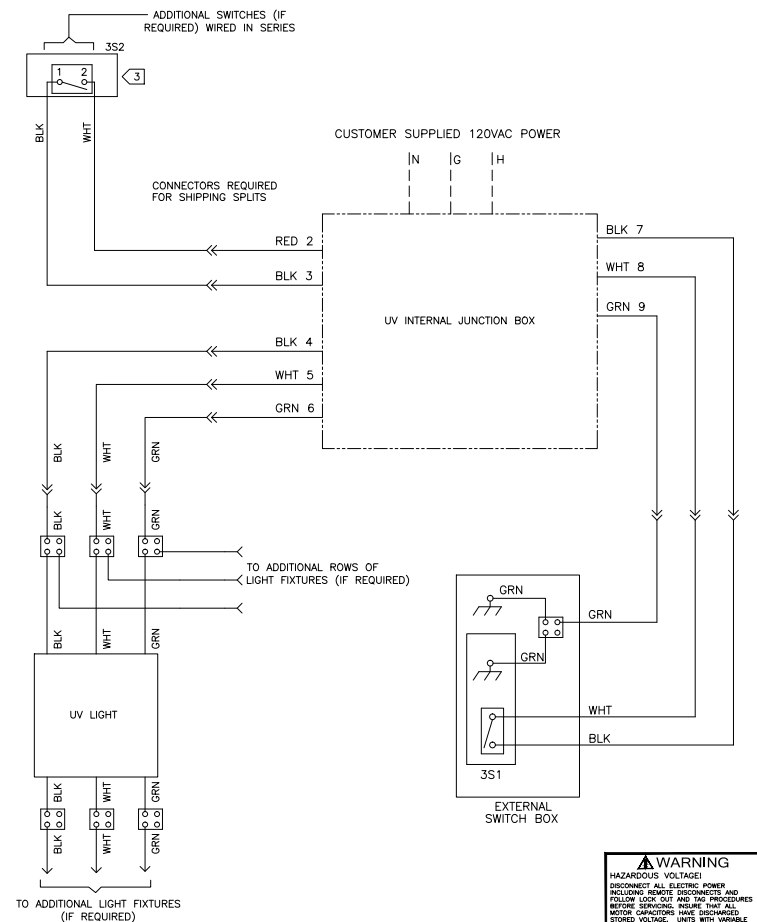 ADDITIONAL SWITCHES (IF
REQUIRED) WIRED IN SERIES
3S2
1 2
3
BLK
WHT
CUSTOMER SUPPLIED 120VAC POWER
N G H
CONNECTORS REQUIRED
FOR SHIPPING SPLITS
RED 2
BLK 3
BLK 4
WHT 5
GRN 6
UV INTERNAL JUNCTION BOX
BLK 7
WHT 8
GRN 9
BLK
WHT
GRN
BLK
WHT
GRN
TO ADDITIONAL ROWS OF
LIGHT FIXTURES (IF REQUIRED)
BLK
WHT
GRN
UV LIGHT
BLK
WHT
GRN
BLK
WHT
GRN
TO ADDITIONAL LIGHT FIXTURES
(IF REQUIRED)
GRN
GRN
GRN
WHT
BLK
3S1
EXTERNAL
SWITCH BOX
WARNING
HAZARDOUS VOLTAGE!
DISCONNECT ALL ELECTRIC POWER
INCLUDING REMOTE DISCONNECTS AND
FOLLOW LOCK OUT AND TAG PROCEDURES
BEFORE SERVICING. INSURE THAT ALL
MOTOR CAPACITORS HAVE DISCHARGED
STORED VOLTAGE. UNITS WITH VARIABLE